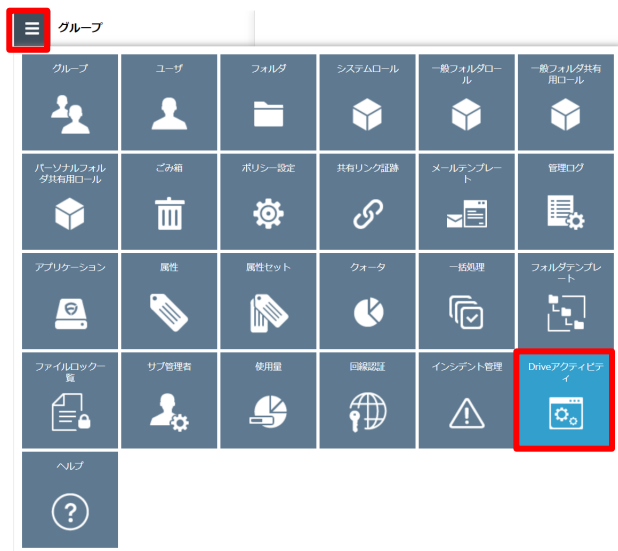 グループ
グループ
ユーザ
フォルダ
システムロール
一般フォルダロー
ル
一般フォルダ共有
用ロール
パーソナルフォル
ダ共有用ロール
ごみ箱
ポリシー設定
共有リンク証跡
メールテンプレー
ト
管理ログ
アプリケーション
属性
属性セット
クォータ
一括処理
フォルダテンプレ
ート
ファイルロック一
覧
サブ管理者
使用量
回線認証
インシデント管理
Driveアクティビテ
ィ
ヘルプ